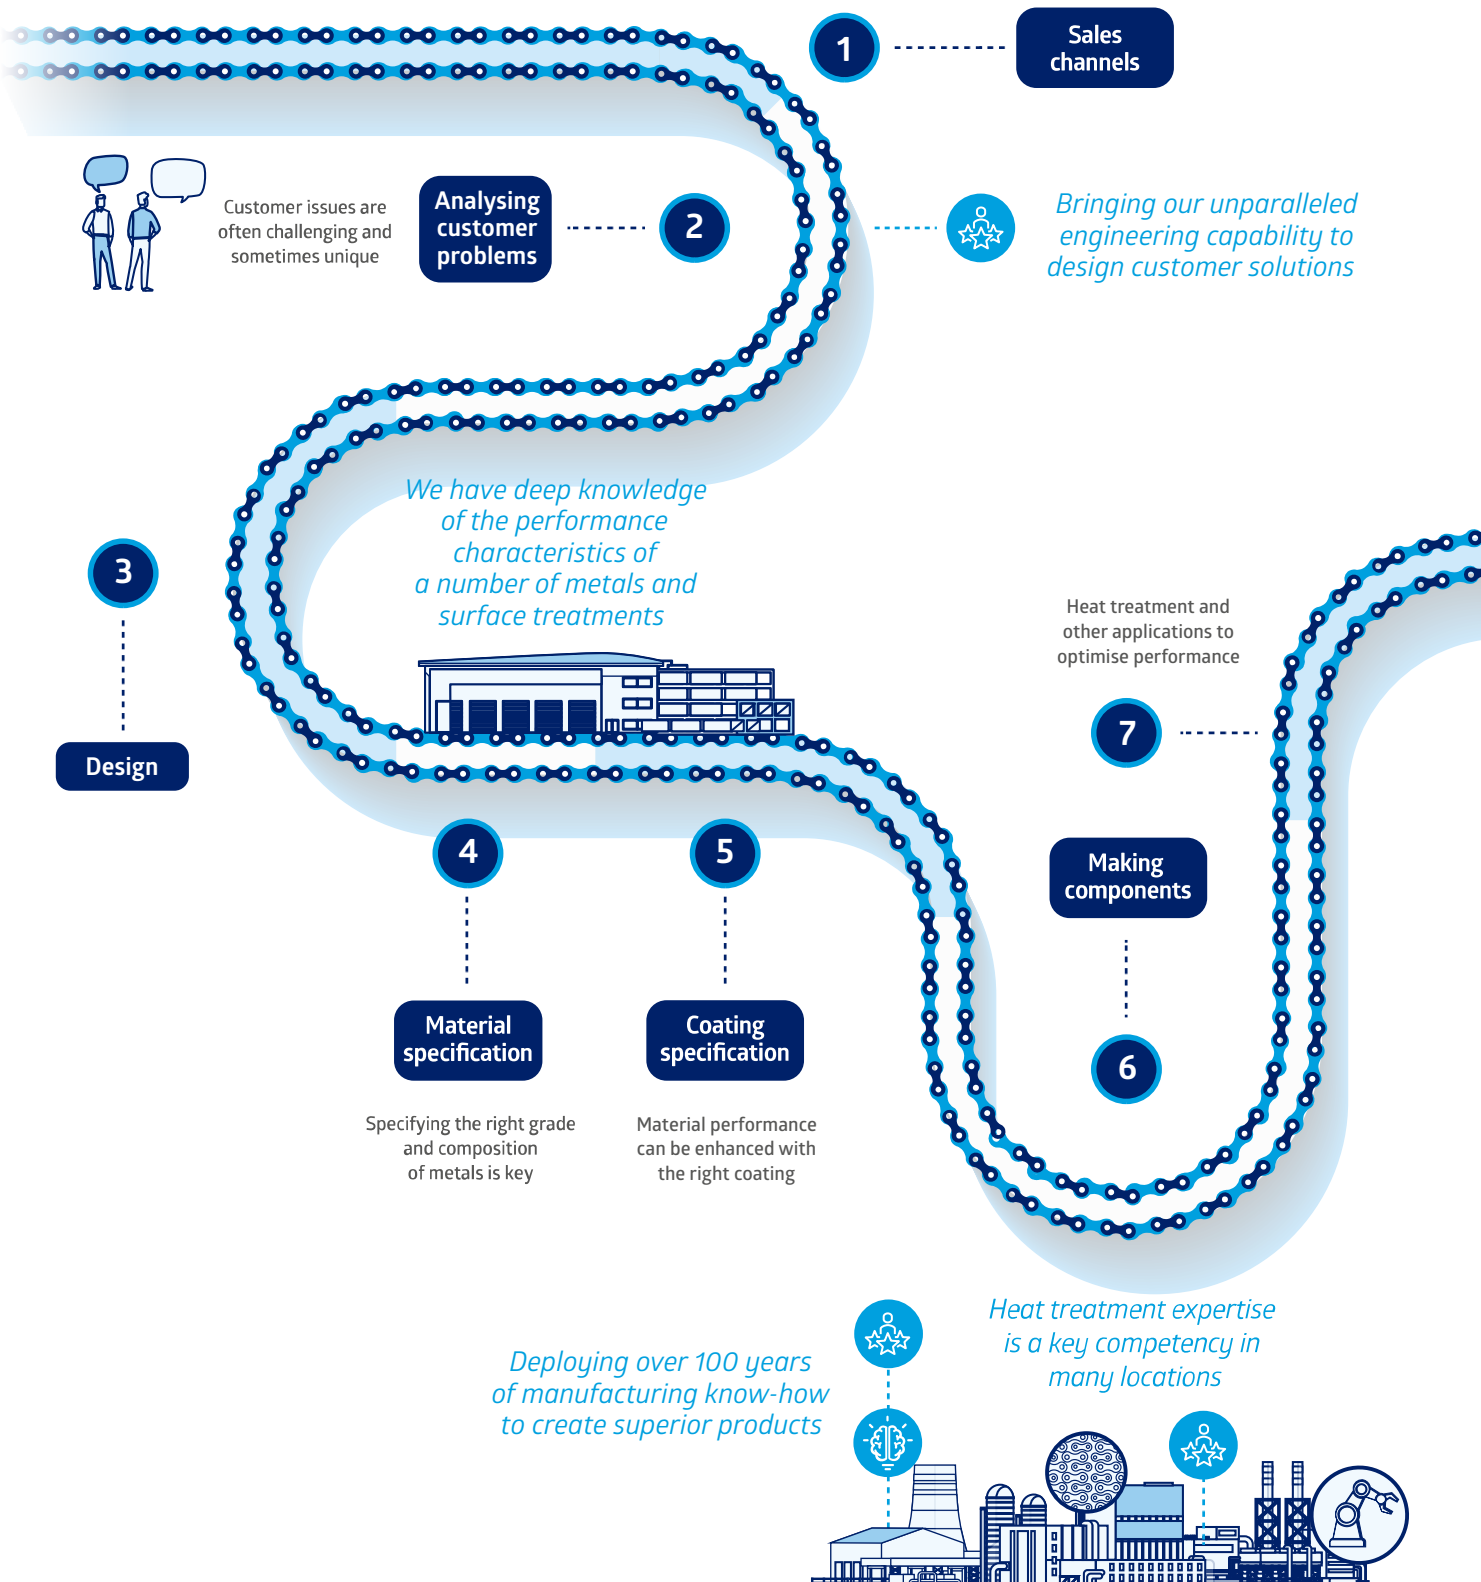 1
Sales
channels
Customer issues are
often challenging and
sometimes unique
Analysing
customer
problems
2
Bringing our unparalleled
engineering capability to
design customer solutions
We have deep knowledge
of the performance
characteristics of
a number of metals and
surface treatments
3
Design
4
Material
specification
Specifying the right grade
and composition
of metals is key
5
Coating
specification
Material performance
can be enhanced with
the right coating
Heat treatment and
other applications to
optimise performance
7
Making
components
6
Heat treatment expertise
is a key competency in
many locations
Deploying over 100 years
of manufacturing know-how
to create superior products